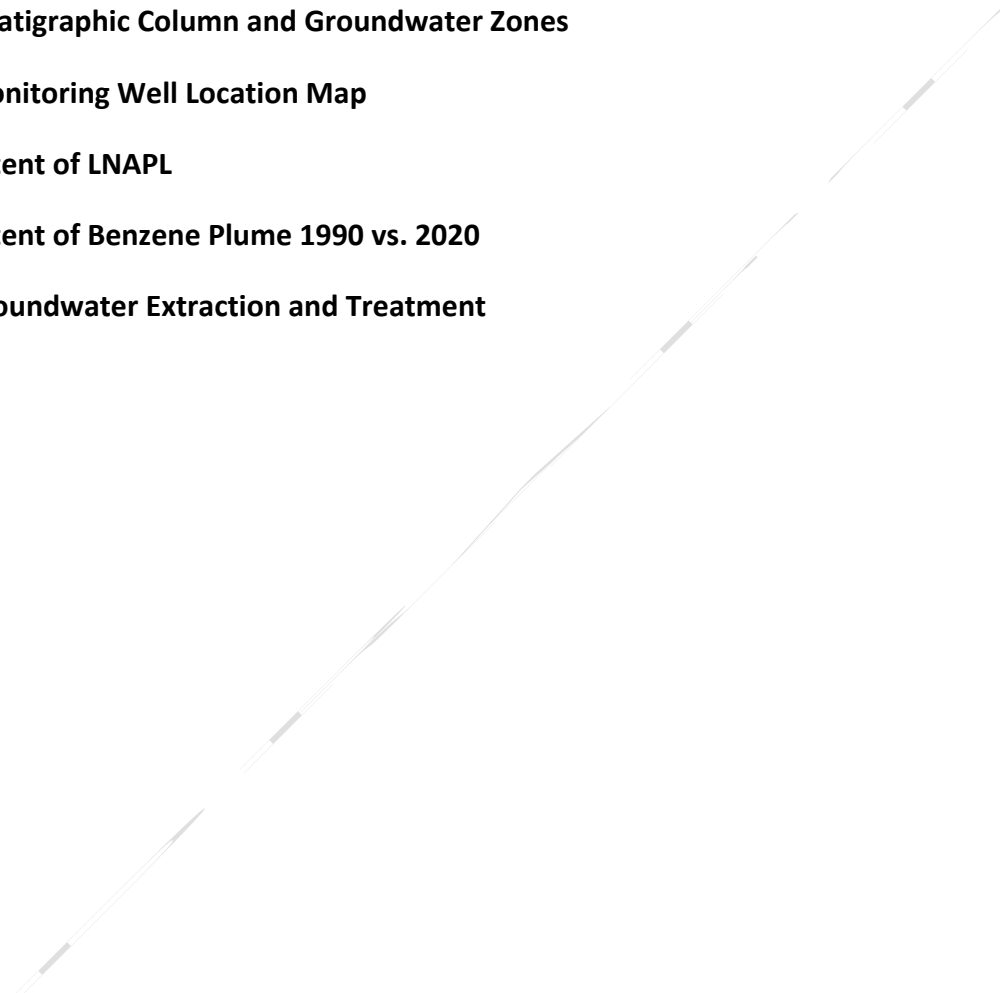 atigraphic Column and Groundwater Zones
onitoring Well Location Map
ent of LNAPL
ent of Benzene Plume 1990 vs. 2020
oundwater Extraction and Treatment